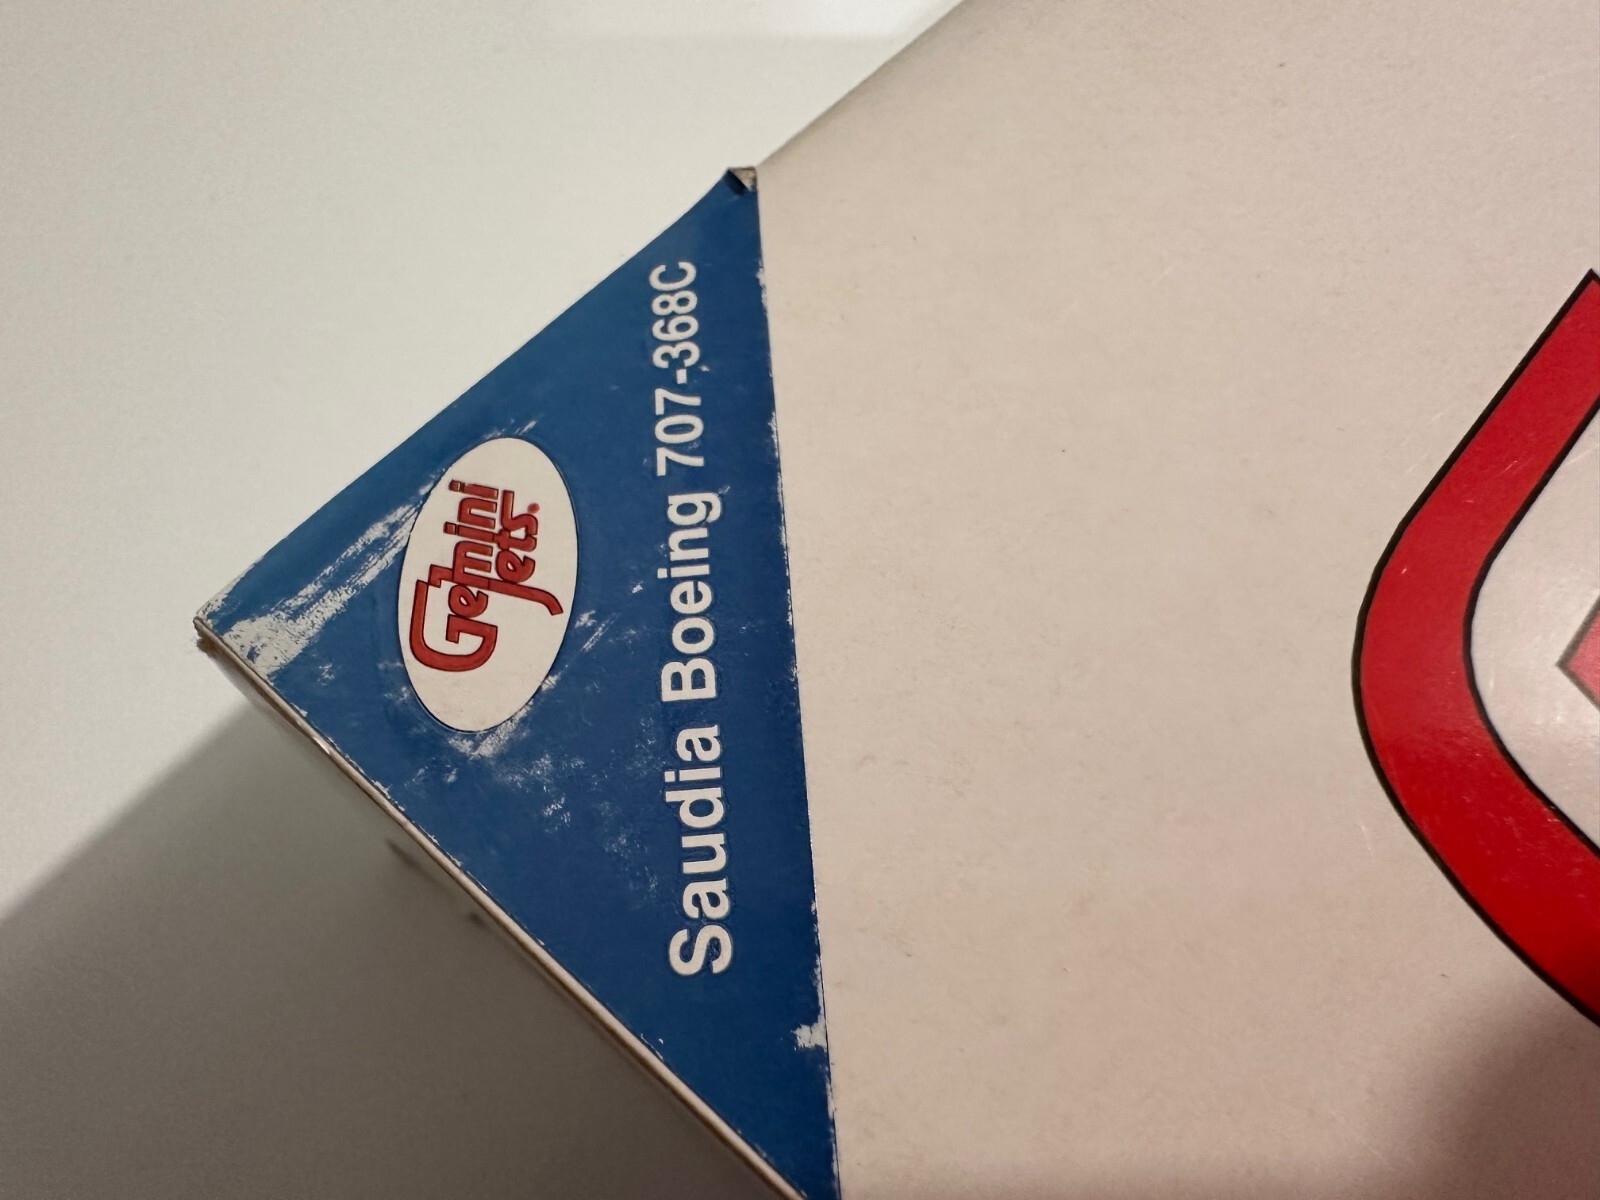 Gemini
Jets
Saudia Boeing 707-368C